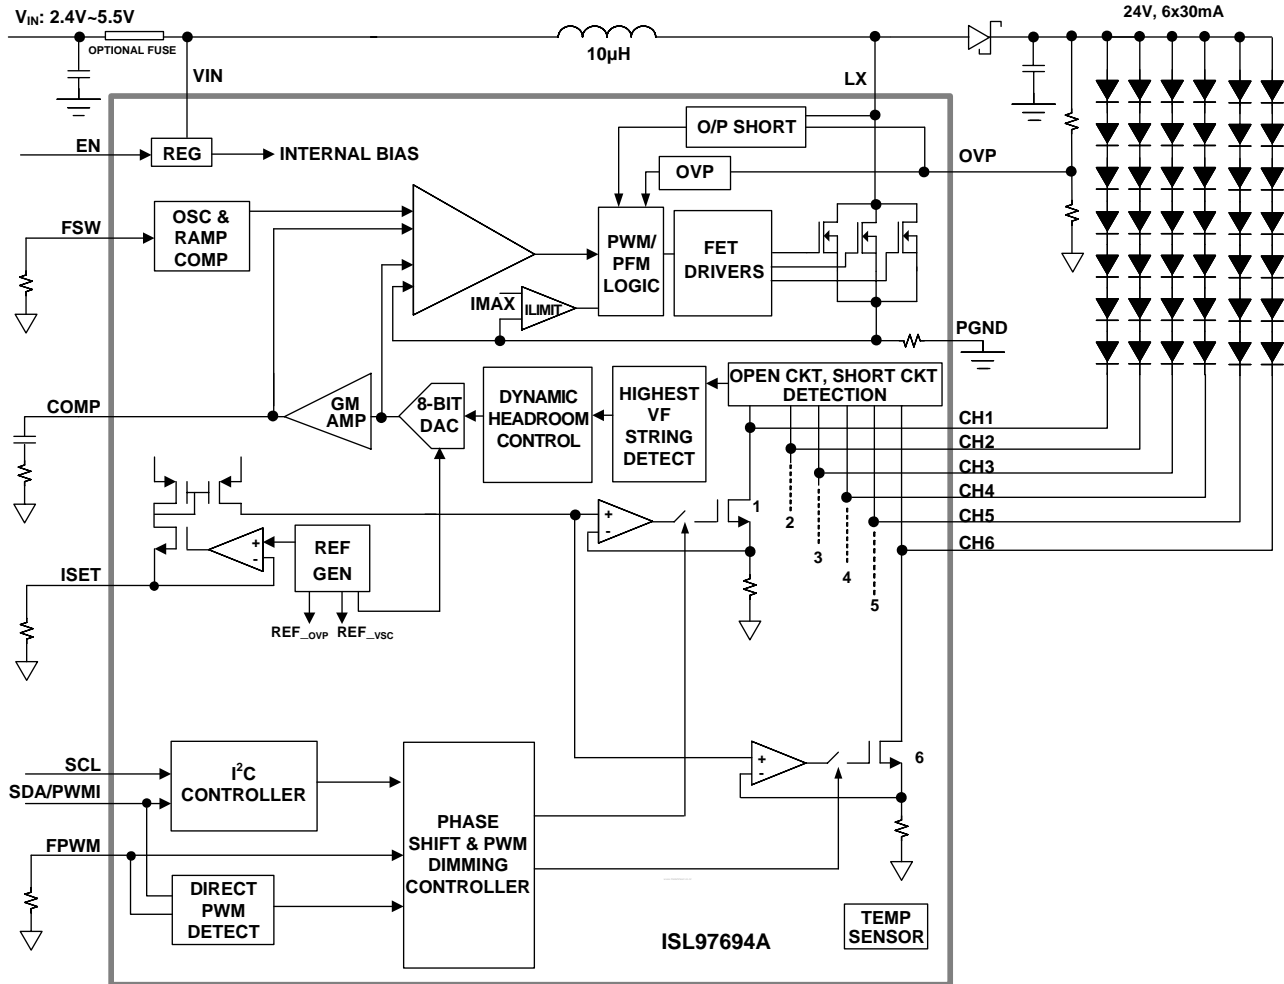 VIN: 2.4V~5.5V
24V, 6x30mA
OPTIONAL FUSE
10µH
VIN
LX
O/P SHORT
EN
REG
INTERNAL BIAS
OVP
OVP
OSC &
RAMP
COMP
FSW
PWM/
PFM
LOGIC
FET
DRIVERS
IMAX
ILIMIT
PGND
OPEN CKT, SHORT CKT
DETECTION
COMP
GM
AMP
8-BIT
DAC
DYNAMIC
HEADROOM
CONTROL
HIGHEST
VF
STRING
DETECT
CH1
CH2
CH3
CH4
CH5
CH6
+
-
1
2
3
4
5
+
-
REF
GEN
ISET
REF_OVP
REF_VSC
SCL
I2C
CONTROLLER
SDA/PWMI
+
-
6
FPWM
PHASE
SHIFT & PWM
DIMMING
CONTROLLER
DIRECT
PWM
DETECT
ISL97694A
TEMP
SENSOR